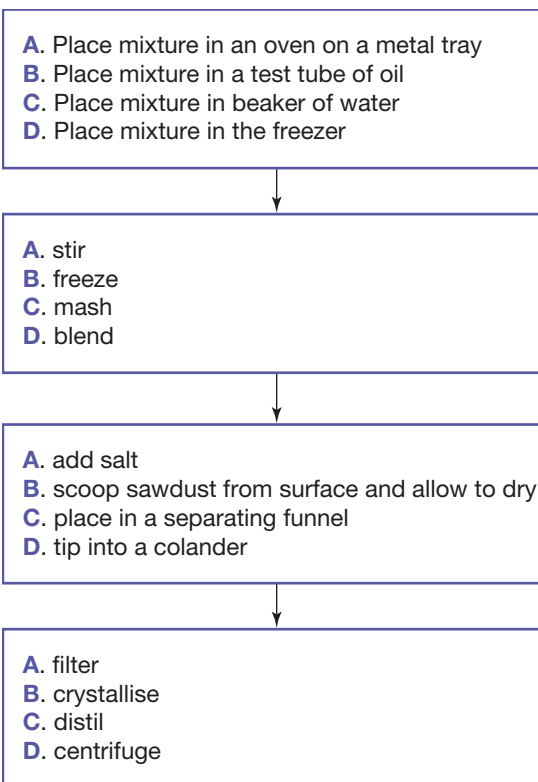 A. Place mixture in an oven on a metal tray
B. Place mixture in a test tube of oil
C. Place mixture in beaker of water
D. Place mixture in the freezer
A. stir
B. freeze
C. mash
D. blend
A. add salt
B. scoop sawdust from surface and allow to dry
C. place in a separating funnel
D. tip into a colander
A. filter
B. crystallise
C. distil
D. centrifuge